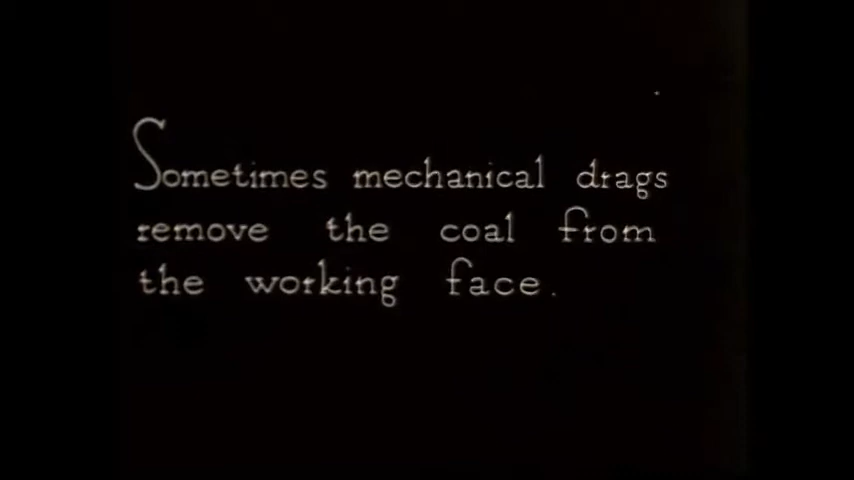 Sometimes mechanical drags
remove the coal from
the working face.